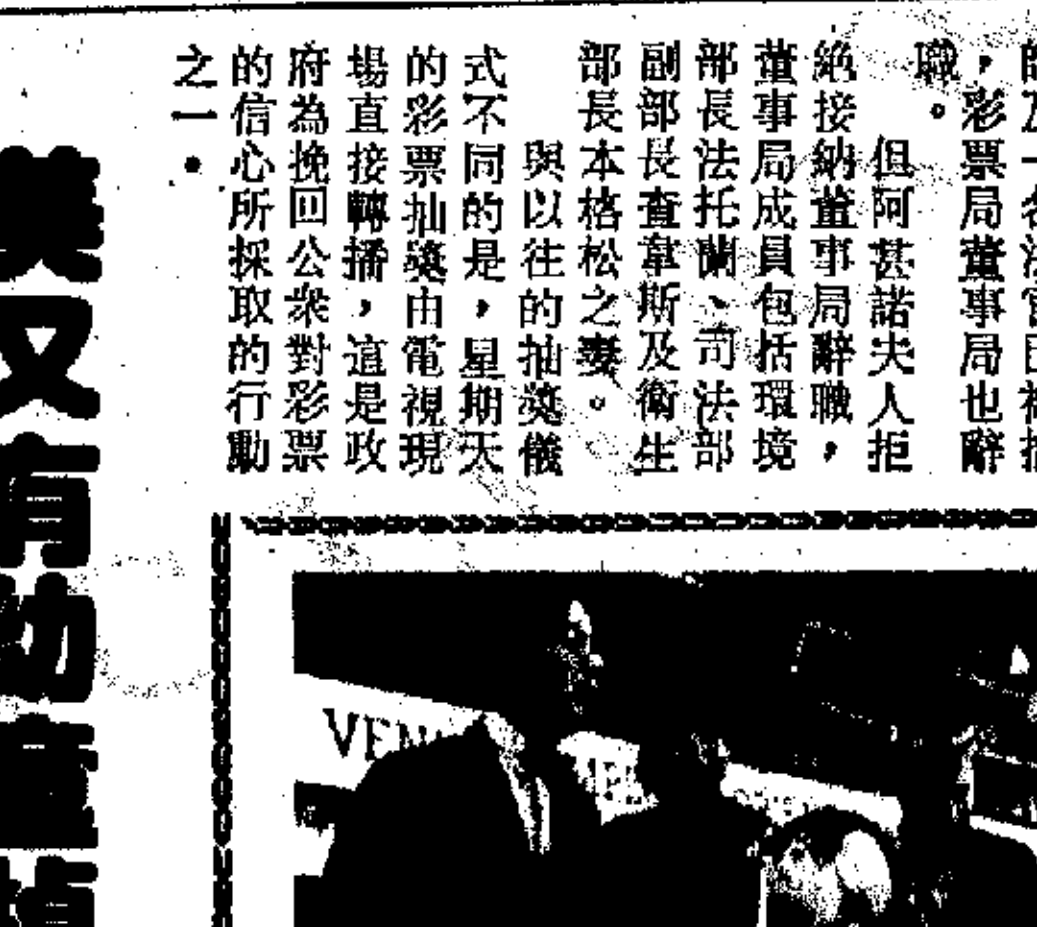 ，彩票局董事局也辭
職。
但阿甚諾夫人拒
絕接納董事局辭職，
董事局成員包括環境
部長法托蘭、司法部
副部長查韋斯及衛生
部長本格松之妻。
與以往的抽獎儀
式不同的是，星期天
的彩票抽獎由電視現
場直接轉播，這是政
府為挽回公衆對彩票
的信心所採取的行動
之一．
又有幼童